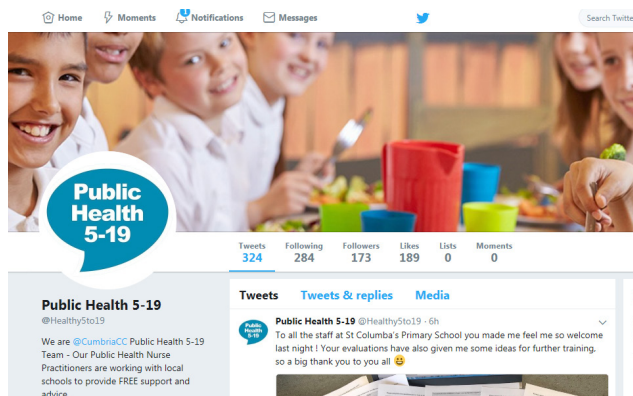 Home Moments 1 Notifications Messages Search Twitte
Public
Health
5-19
Tweets Following Followers Likes Lists Moments
324 284 173 189 0 0
Public Health 5-19
@Healthy5to19
We are @CumbriaCC Public Health 5-19
Team - Our Public Health Nurse
Practitioners are working with local
schools to provide FREE support and
advice
Tweets Tweets & replies Media
Public
Health
5-19
Public Health 5-19 @Healthy5to19 · 6h
To all the staff at St Columba's Primary School you made me feel me so welcome
last night ! Your evaluations have also given me some ideas for further training,
so a big thank you to you all 😃